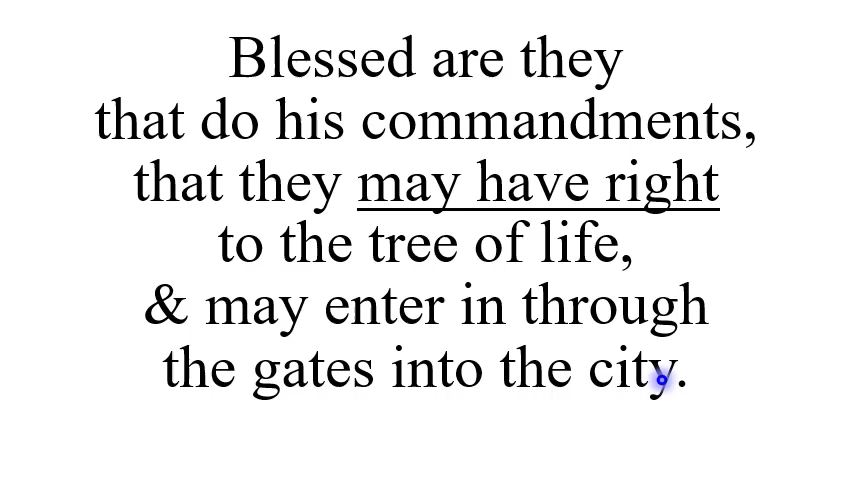 Blessed are they
that do his commandments,
that they may have right
to the tree of life,
& may enter in through
the gates into the city.